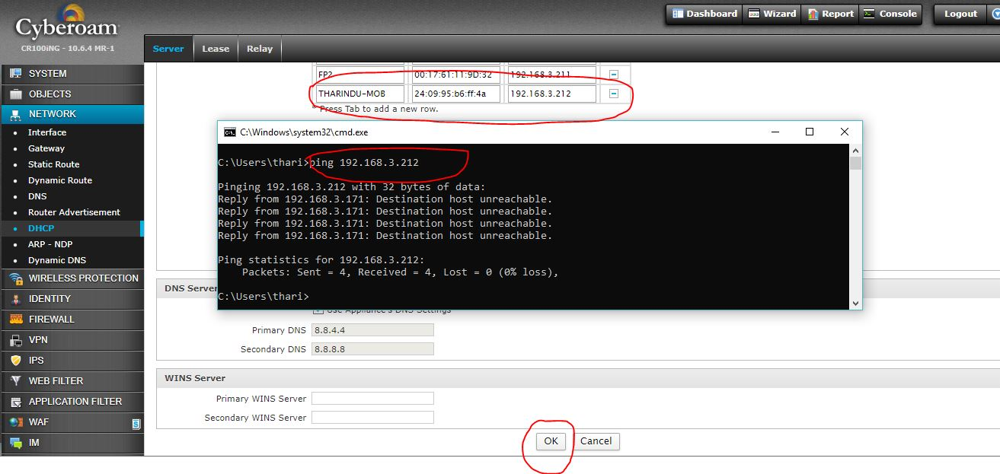 Cyberoam
CR100iNG - 10.6.4 MR-1
Dashboard
Wizard
Report
Console
Logout
Server
Lease
Relay
SYSTEM
OBJECTS
NETWORK
Interface
Gateway
Static Route
Dynamic Route
DNS
Router Advertisement
DHCP
ARP - NDP
Dynamic DNS
WIRELESS PROTECTION
IDENTITY
FIREWALL
VPN
IPS
WEB FILTER
APPLICATION FILTER
WAF
S
IM
FP2 00:17:61:11:9D:32 192.168.3.211
THARINDU-MOB 24:09:95:b6:ff:4a 192.168.3.212
* Press Tab to add a new row.
C:\Windows\system32\cmd.exe
C:\Users\thari>ping 192.168.3.212
Pinging 192.168.3.212 with 32 bytes of data:
Reply from 192.168.3.171: Destination host unreachable.
Reply from 192.168.3.171: Destination host unreachable.
Reply from 192.168.3.171: Destination host unreachable.
Reply from 192.168.3.171: Destination host unreachable.
Ping statistics for 192.168.3.212:
Packets: Sent = 4, Received = 4, Lost = 0 (0% loss),
C:\Users\thari>
DNS Server
Use Appliance's DNS Settings
Primary DNS 8.8.4.4
Secondary DNS 8.8.8.8
WINS Server
Primary WINS Server
Secondary WINS Server
OK
Cancel